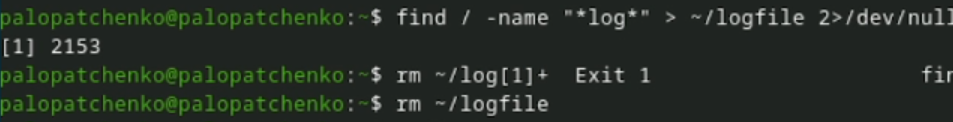 palopatchenko@palopatchenko:~$ find / -name "*log*" > ~/logfile 2>/dev/null
[1] 2153
palopatchenko@palopatchenko:~$ rm ~/log[1]+  Exit 1                  fin
palopatchenko@palopatchenko:~$ rm ~/logfile